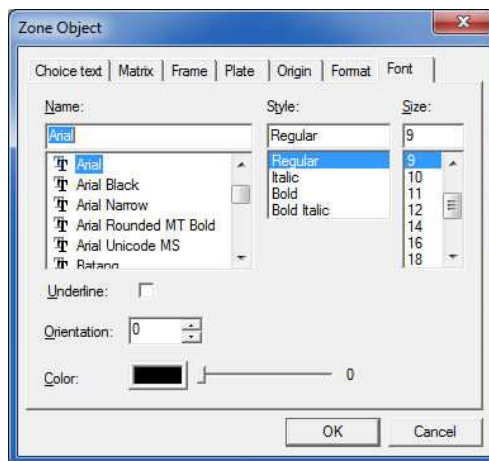 Zone Object
Choice text Matrix Frame Plate Origin Format Font
Name: Style: Size:
Arial Regular 9
Arial Regular 9
Arial Black Italic 10
Arial Narrow Bold 11
Arial Rounded MT Bold Bold Italic 12
Arial Unicode MS 14
Batang 16
18
Underline:
Orientation: 0
Color: 0
OK Cancel